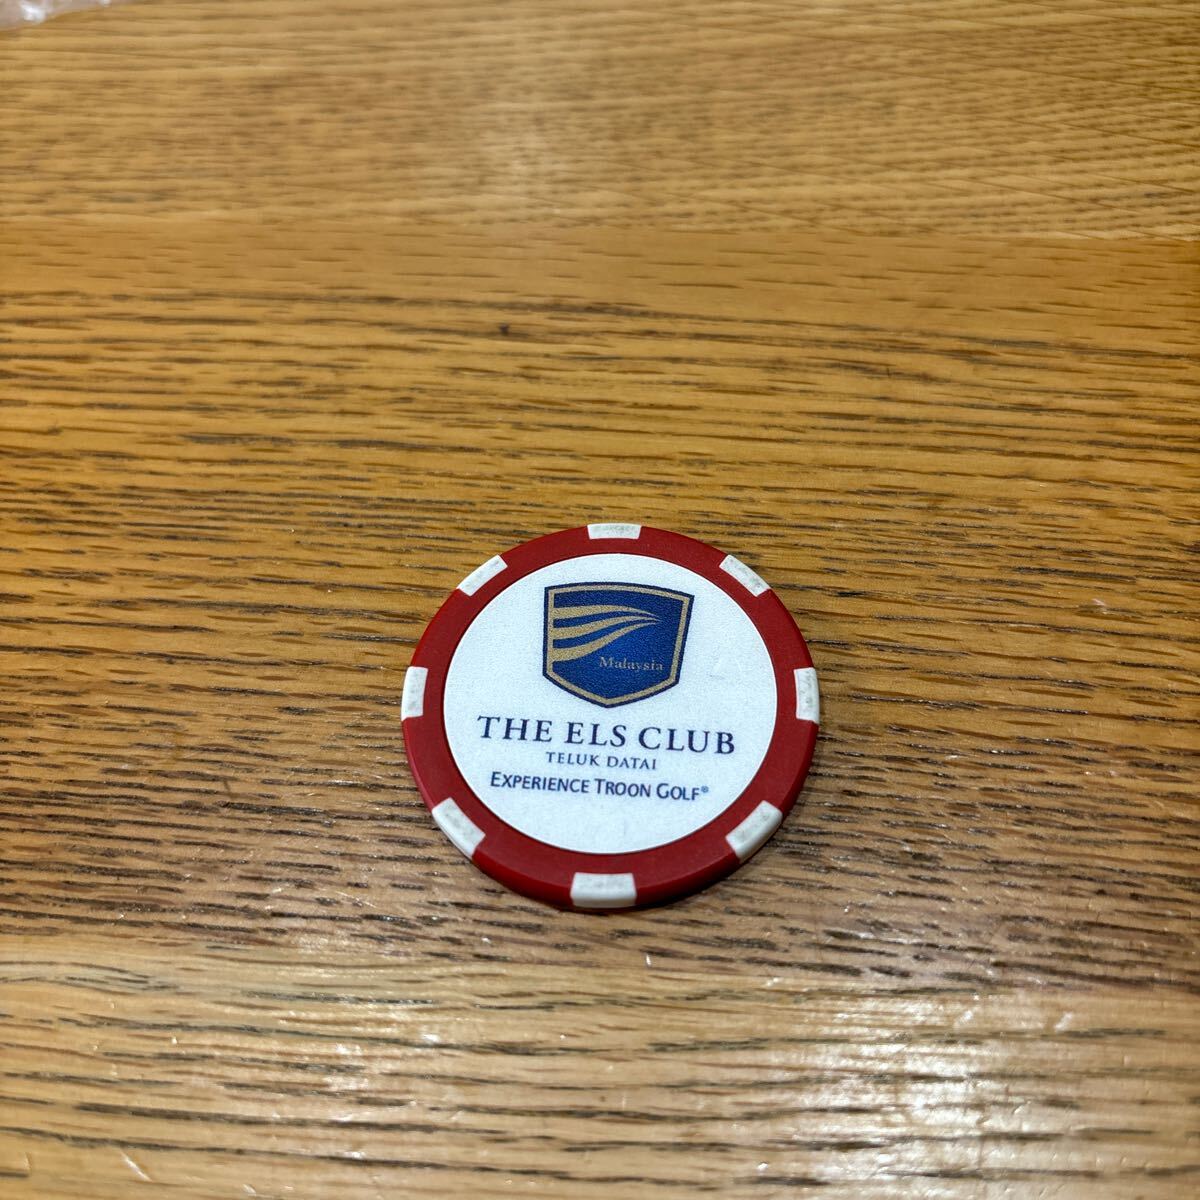 Malaysia
THE ELS CLUB
TELUK DATAI
EXPERIENCE TROON GOLF®